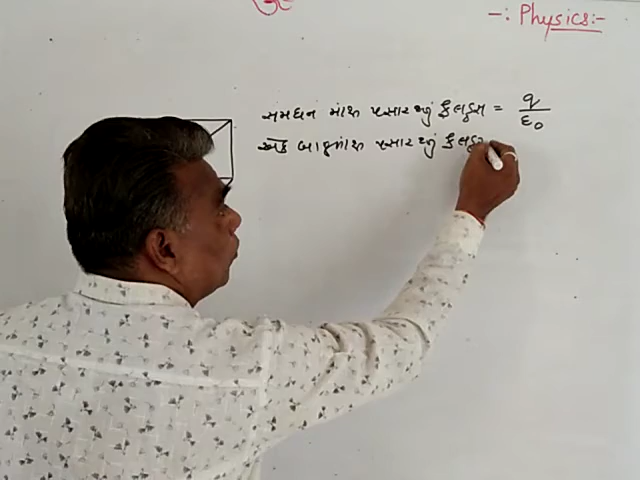 -: Physics:-
સમઘન માંથી પસાર થતું ફ્લક્સ = q/ε₀
એક બાજુમાંથી પસાર થતું ફ્લક્સ